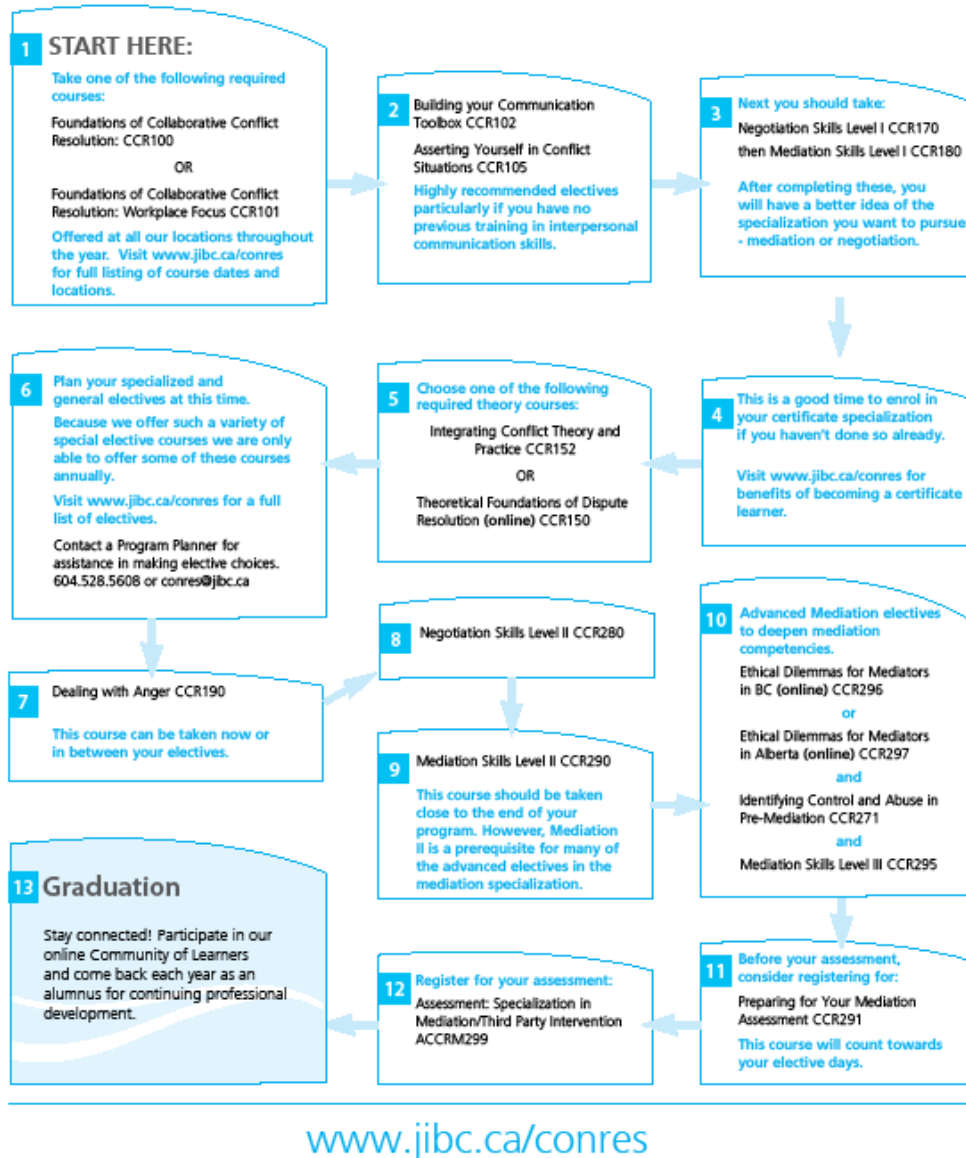 1 START HERE:
Take one of the following required
courses:
Foundations of Collaborative Conflict
Resolution: CCR100
OR
Foundations of Collaborative Conflict
Resolution: Workplace Focus CCR101
Offered at all our locations throughout
the year. Visit www.jibc.ca/conres
for full listing of course dates and
locations.
2 Building your Communication
Toolbox CCR102
Asserting Yourself in Conflict
Situations CCR105
Highly recommended electives
particularly if you have no
previous training in interpersonal
communication skills.
3 Next you should take:
Negotiation Skills Level I CCR170
then Mediation Skills Level I CCR180
After completing these, you
will have a better idea of the
specialization you want to pursue
- mediation or negotiation.
4 This is a good time to enrol in
your certificate specialization
if you haven't done so already.
Visit www.jibc.ca/conres for
benefits of becoming a certificate
learner.
5 Choose one of the following
required theory courses:
Integrating Conflict Theory and
Practice CCR152
OR
Theoretical Foundations of Dispute
Resolution (online) CCR150
6 Plan your specialized and
general electives at this time.
Because we offer such a variety of
special elective courses we are only
able to offer some of these courses
annually.
Visit www.jibc.ca/conres for a full
list of electives.
Contact a Program Planner for
assistance in making elective choices.
604.528.5608 or conres@jibc.ca
7 Dealing with Anger CCR190
This course can be taken now or
in between your electives.
8 Negotiation Skills Level II CCR280
9 Mediation Skills Level II CCR290
This course should be taken
close to the end of your
program. However, Mediation
II is a prerequisite for many of
the advanced electives in the
mediation specialization.
10 Advanced Mediation electives
to deepen mediation
competencies.
Ethical Dilemmas for Mediators
in BC (online) CCR296
or
Ethical Dilemmas for Mediators
in Alberta (online) CCR297
and
Identifying Control and Abuse in
Pre-Mediation CCR271
and
Mediation Skills Level III CCR295
11 Before your assessment,
consider registering for:
Preparing for Your Mediation
Assessment CCR291
This course will count towards
your elective days.
12 Register for your assessment:
Assessment: Specialization in
Mediation/Third Party Intervention
ACCRM299
13 Graduation
Stay connected! Participate in our
online Community of Learners
and come back each year as an
alumnus for continuing professional
development.
www.jibc.ca/conres